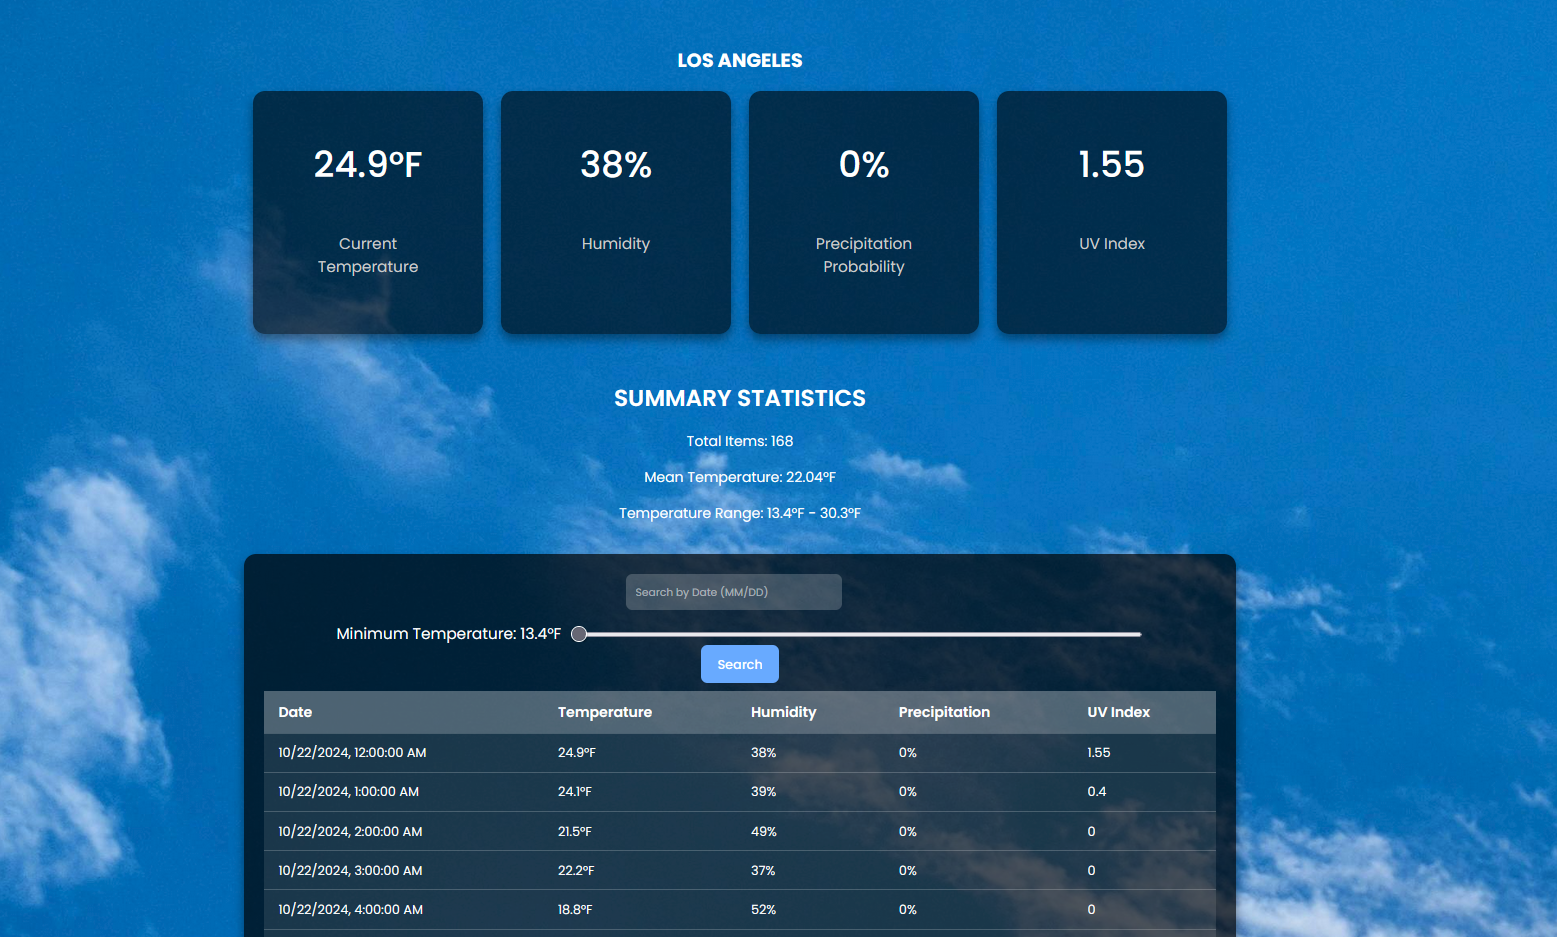 LOS ANGELES
24.9°F
Current
Temperature
38%
Humidity
0%
Precipitation
Probability
1.55
UV Index
SUMMARY STATISTICS
Total Items: 168
Mean Temperature: 22.04°F
Temperature Range: 13.4°F - 30.3°F
Search by Date (MM/DD)
Minimum Temperature: 13.4°F
Search
Date Temperature Humidity Precipitation UV Index
10/22/2024, 12:00:00 AM 24.9°F 38% 0% 1.55
10/22/2024, 1:00:00 AM 24.1°F 39% 0% 0.4
10/22/2024, 2:00:00 AM 21.5°F 49% 0% 0
10/22/2024, 3:00:00 AM 22.2°F 37% 0% 0
10/22/2024, 4:00:00 AM 18.8°F 52% 0% 0